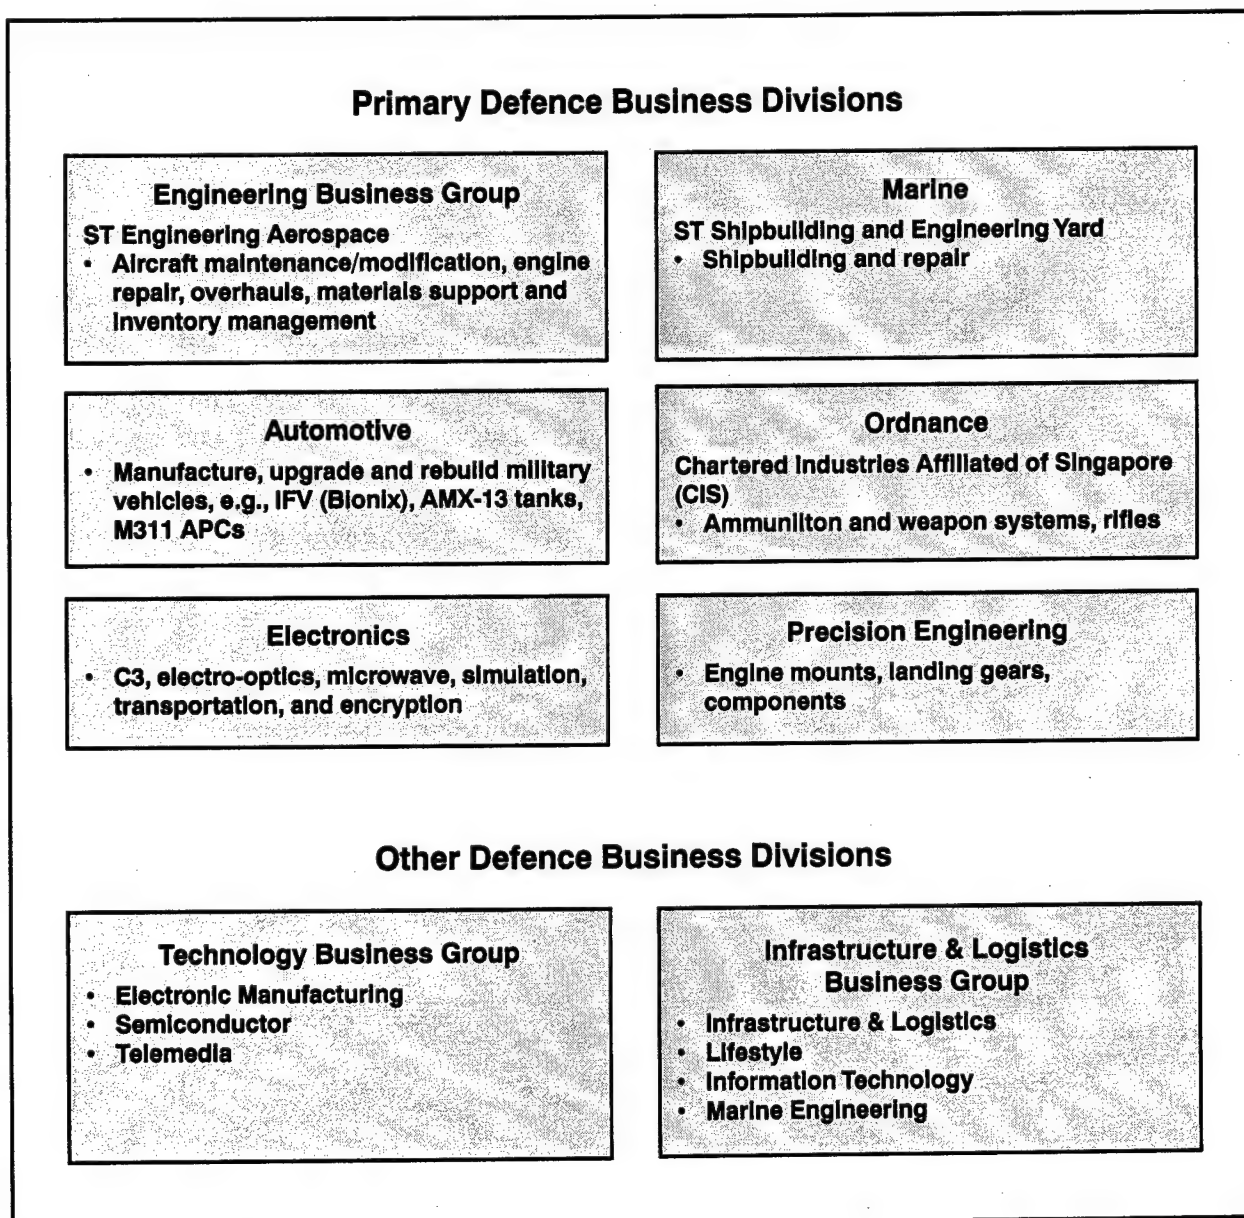 Primary Defence Business Divisions
Engineering Business Group
ST Engineering Aerospace
• Aircraft maintenance/modification, engine
repair, overhauls, materials support and
inventory management
Marine
ST Shipbuilding and Engineering Yard
• Shipbuilding and repair
Automotive
• Manufacture, upgrade and rebuild military
vehicles, e.g., IFV (Bionix), AMX-13 tanks,
M311 APCs
Ordnance
Chartered Industries Affiliated of Singapore
(CIS)
• Ammuniiton and weapon systems, rifles
Electronics
• C3, electro-optics, microwave, simulation,
transportation, and encryption
Precision Engineering
• Engine mounts, landing gears,
components
Other Defence Business Divisions
Technology Business Group
• Electronic Manufacturing
• Semiconductor
• Telemedia
Infrastructure & Logistics
Business Group
• Infrastructure & Logistics
• Lifestyle
• Information Technology
• Marine Engineering